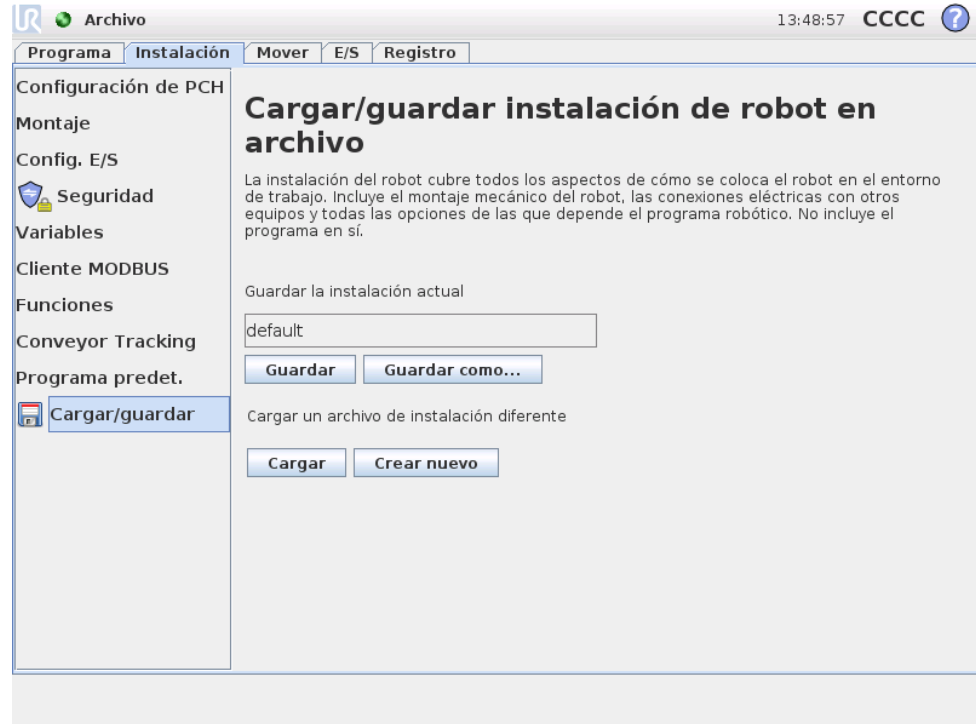 UR Archivo 13:48:57 CCCC ?
Programa Instalación Mover E/S Registro
Configuración de PCH
Montaje
Config. E/S
Seguridad
Variables
Cliente MODBUS
Funciones
Conveyor Tracking
Programa predet.
Cargar/guardar
Cargar/guardar instalación de robot en
archivo
La instalación del robot cubre todos los aspectos de cómo se coloca el robot en el entorno
de trabajo. Incluye el montaje mecánico del robot, las conexiones eléctricas con otros
equipos y todas las opciones de las que depende el programa robótico. No incluye el
programa en sí.
Guardar la instalación actual
default
Guardar Guardar como...
Cargar un archivo de instalación diferente
Cargar Crear nuevo